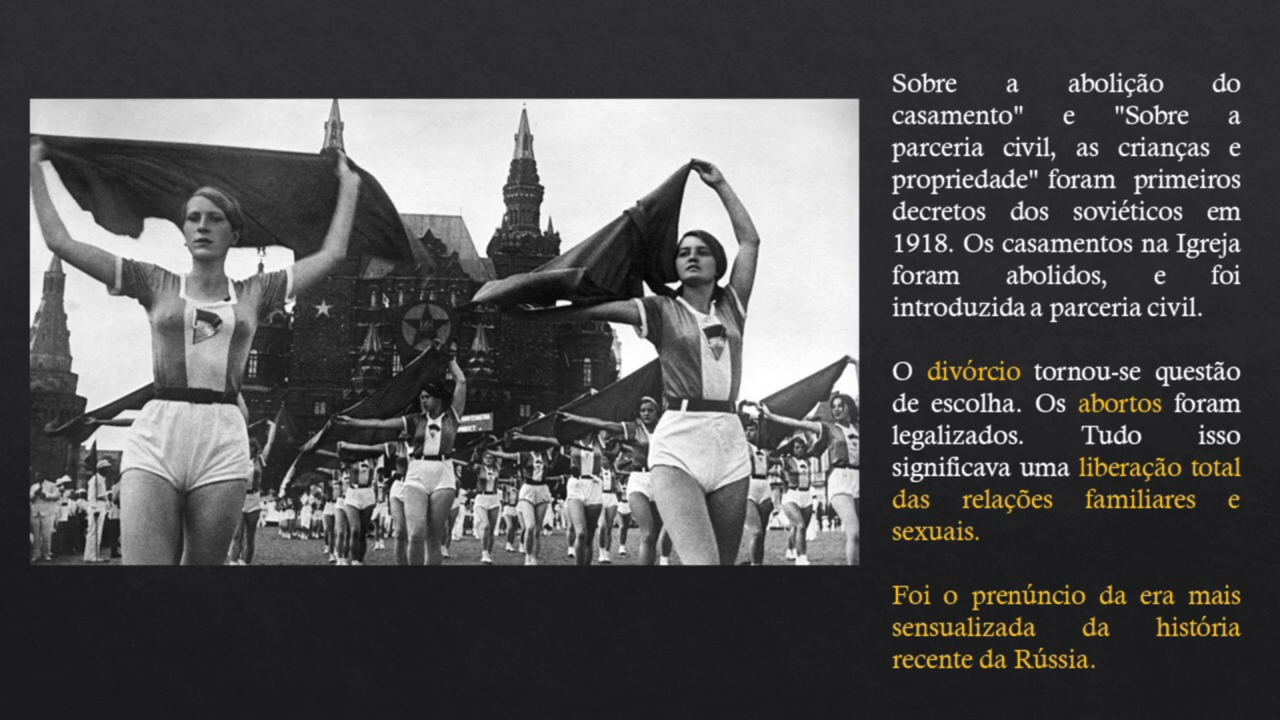 Sobre a abolição do
casamento" e "Sobre a
parceria civil, as crianças e
propriedade" foram primeiros
decretos dos soviéticos em
1918. Os casamentos na Igreja
foram abolidos, e foi
introduzida a parceria civil.
O divórcio tornou-se questão
de escolha. Os abortos foram
legalizados. Tudo isso
significava uma liberação total
das relações familiares e
sexuais.
Foi o prenúncio da era mais
sensualizada da história
recente da Rússia.